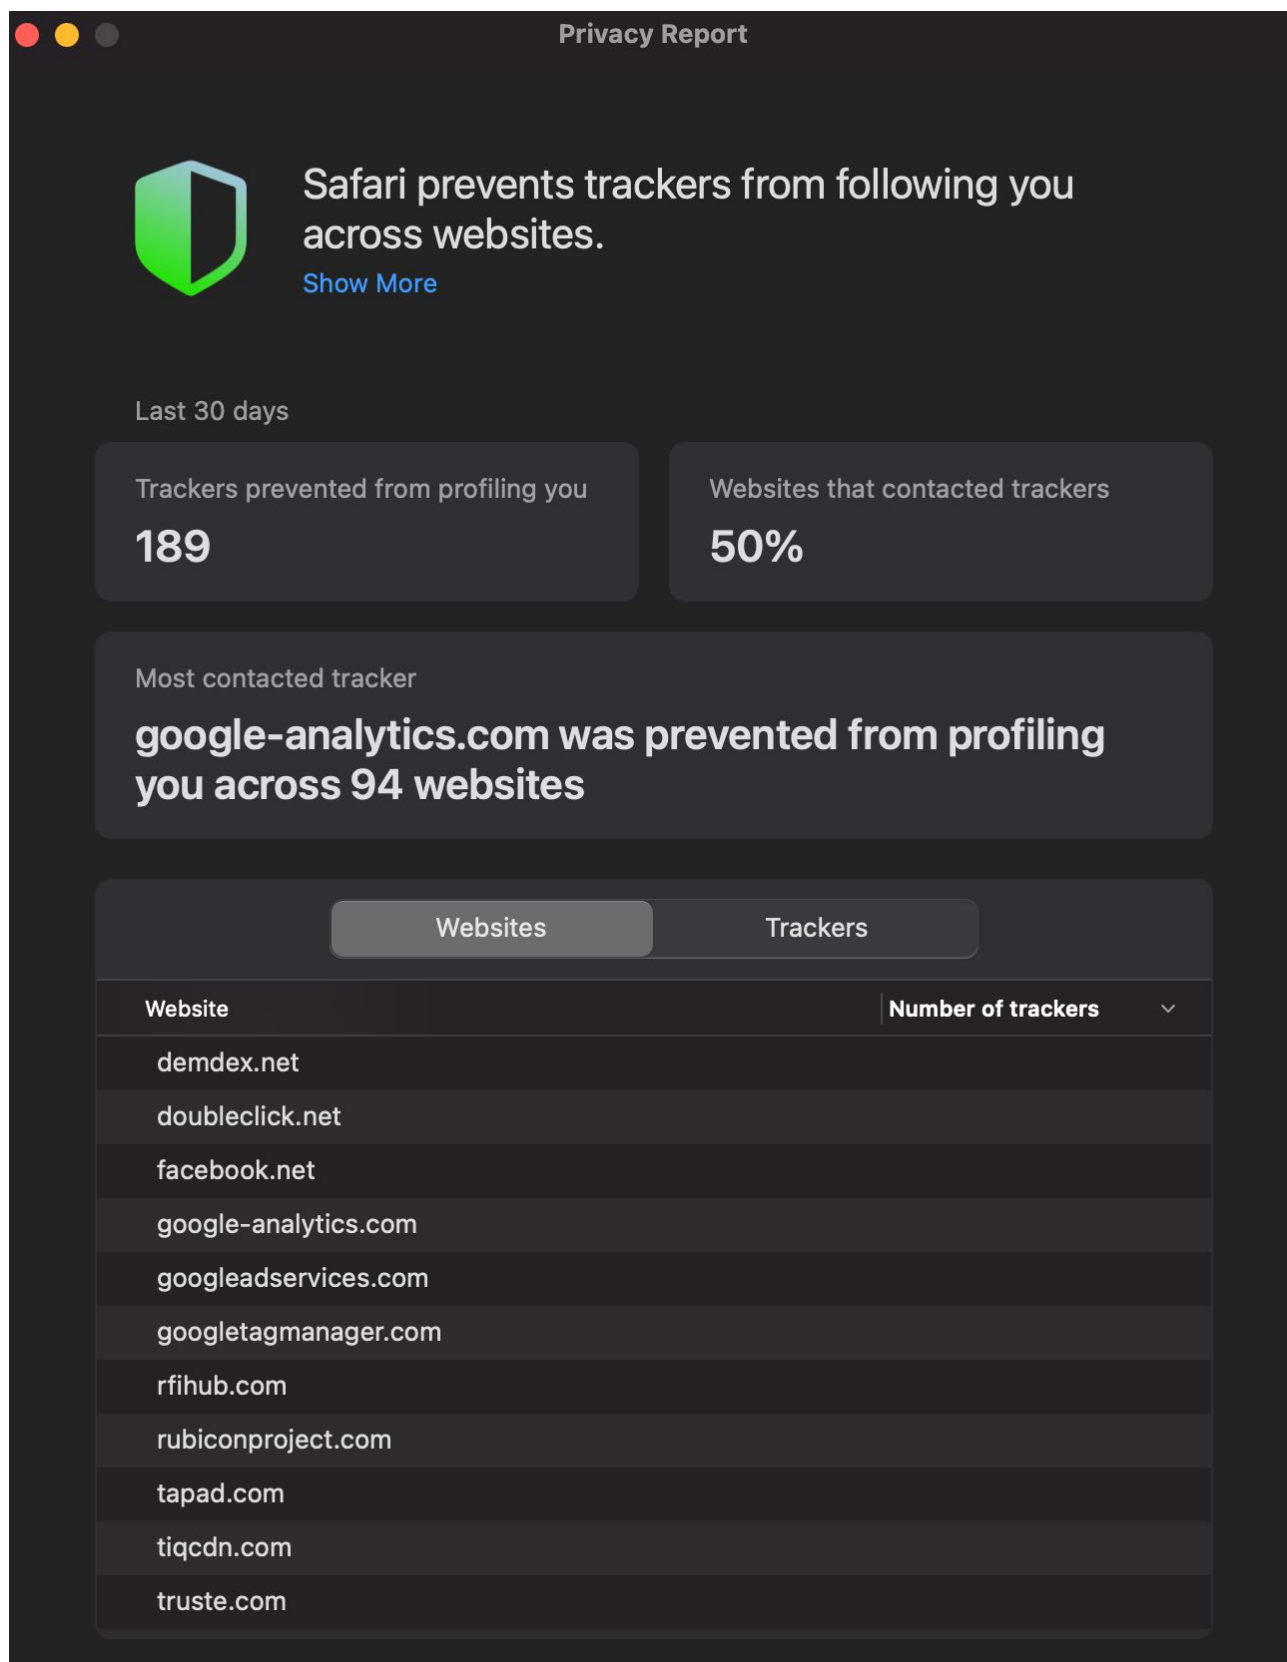 Privacy Report
Safari prevents trackers from following you
across websites.
Show More
Last 30 days
Trackers prevented from profiling you
189
Websites that contacted trackers
50%
Most contacted tracker
google-analytics.com was prevented from profiling
you across 94 websites
Websites
Trackers
Website
Number of trackers
demdex.net
doubleclick.net
facebook.net
google-analytics.com
googleadservices.com
googletagmanager.com
rfihub.com
rubiconproject.com
tapad.com
tiqcdn.com
truste.com